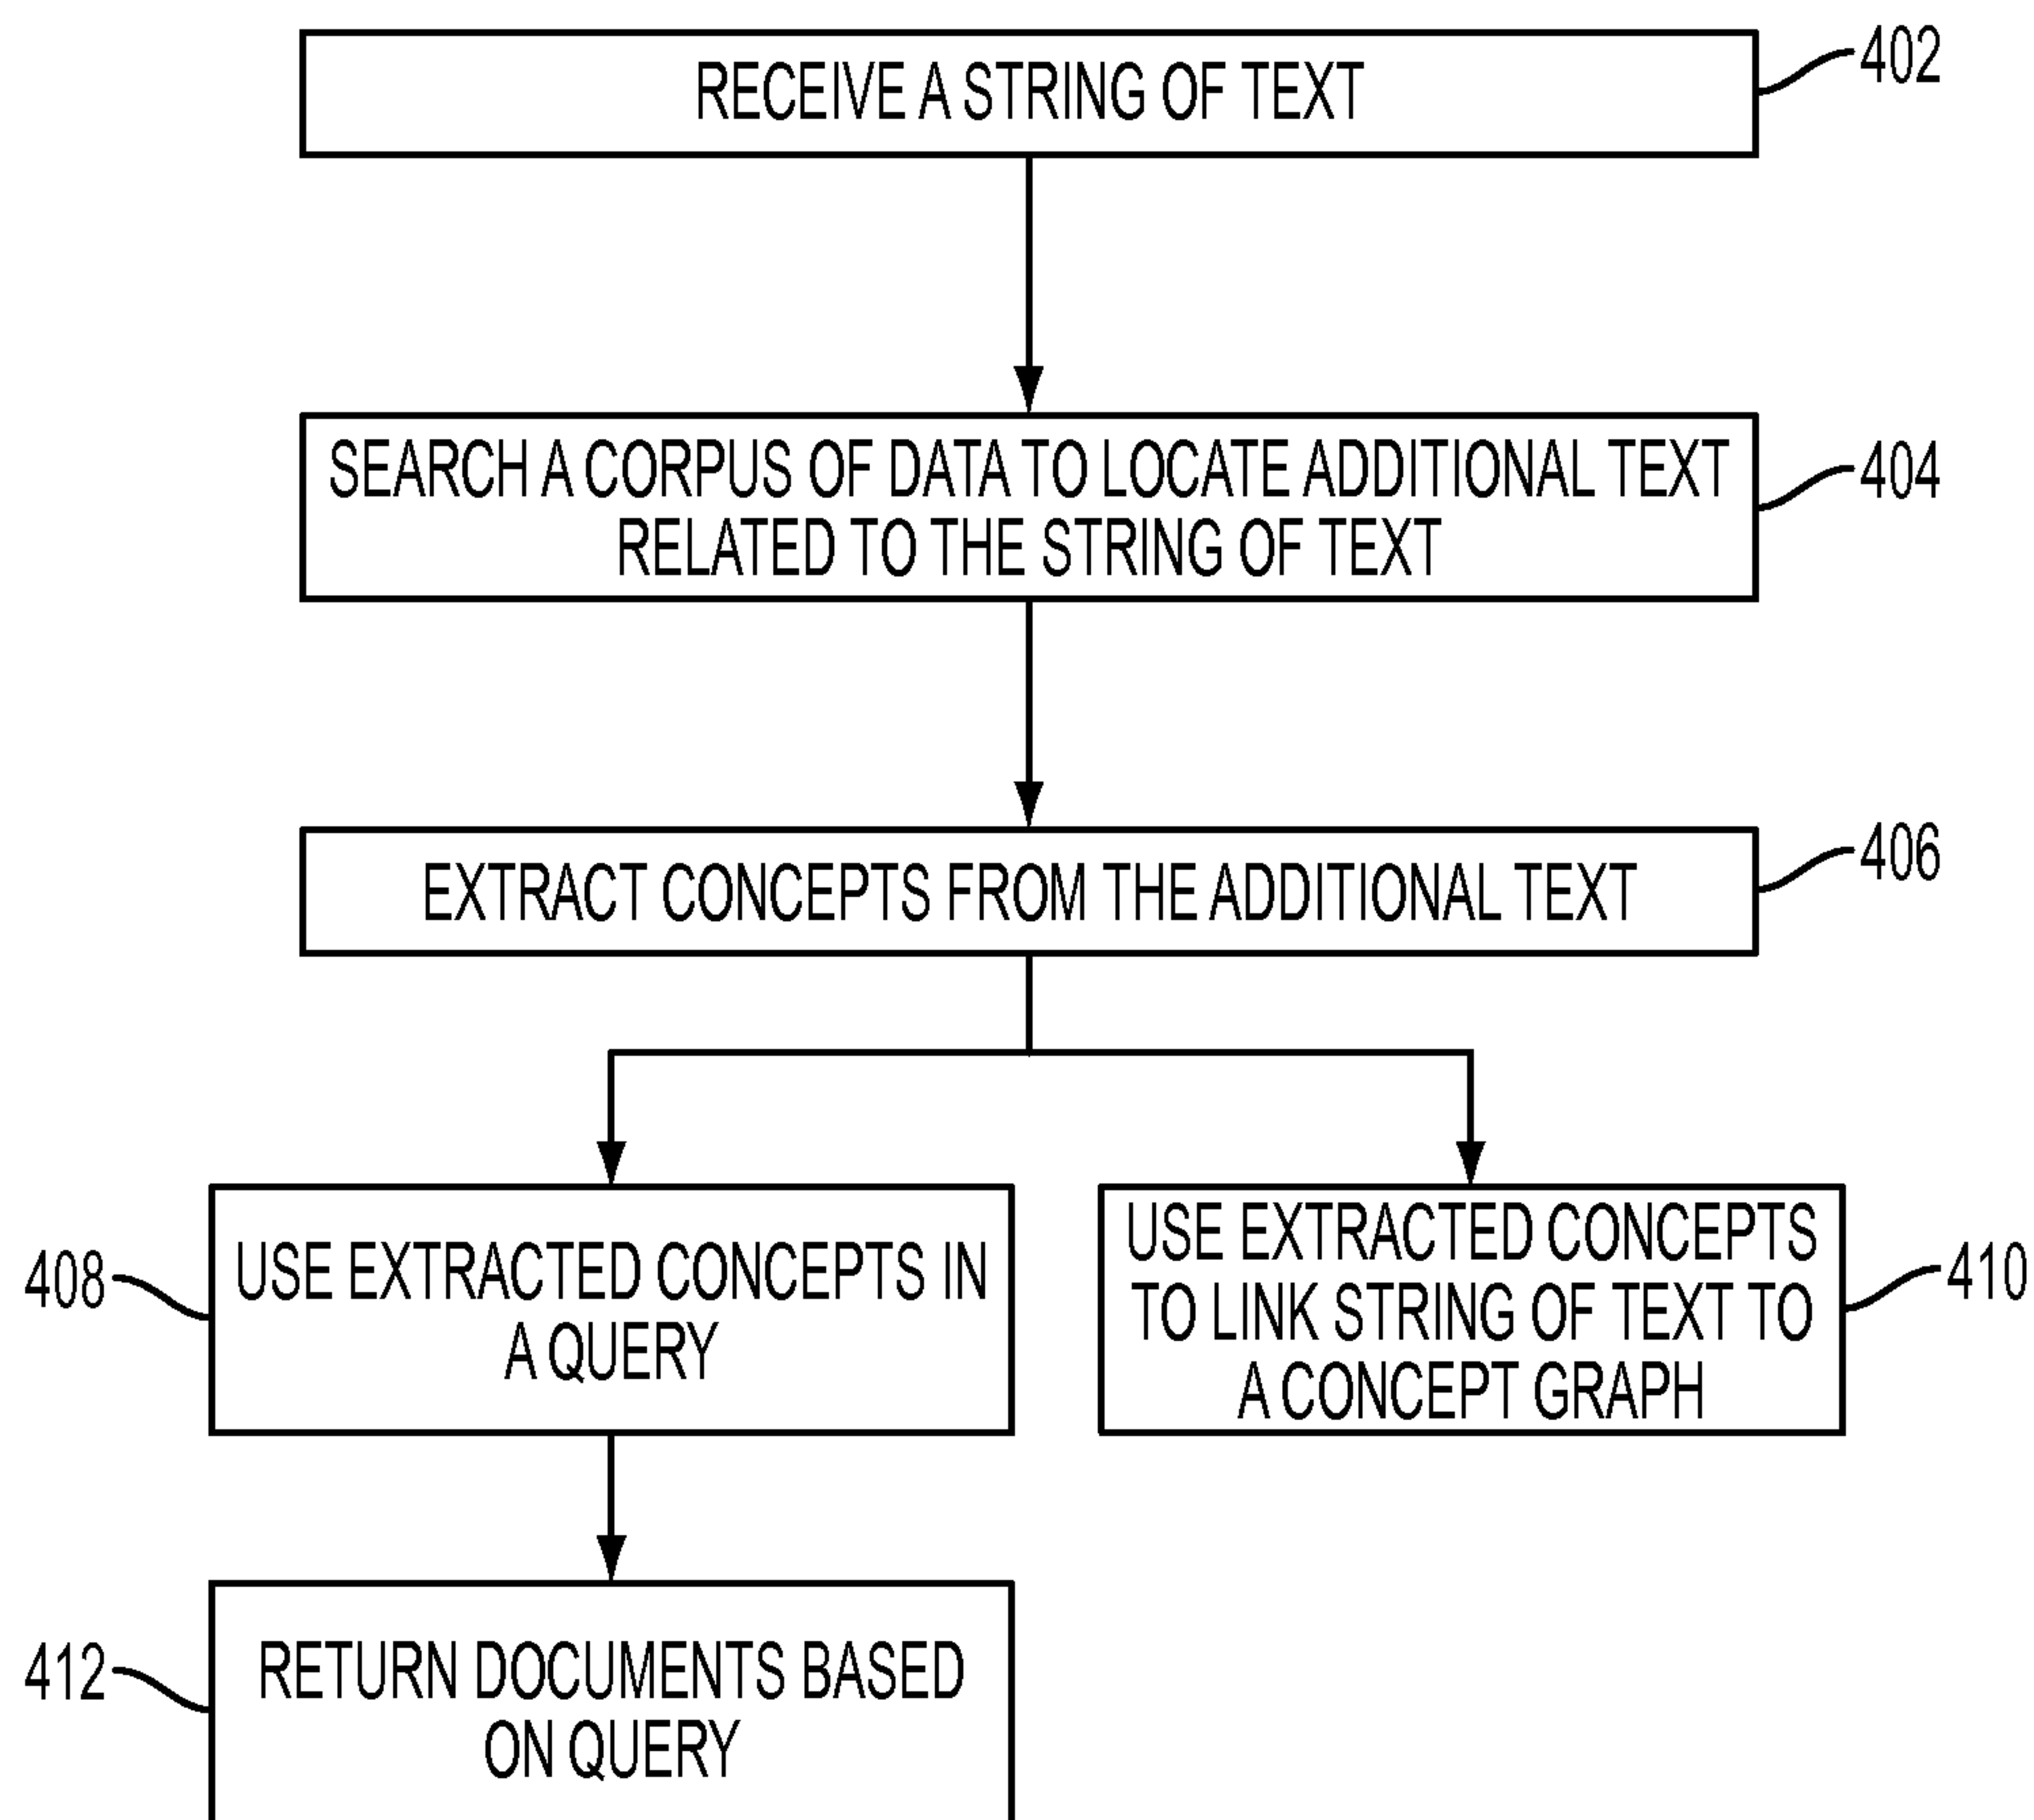 RECEIVE A STRING OF TEXT
402
SEARCH A CORPUS OF DATA TO LOCATE ADDITIONAL TEXT
RELATED TO THE STRING OF TEXT
404
EXTRACT CONCEPTS FROM THE ADDITIONAL TEXT
406
408
USE EXTRACTED CONCEPTS IN
A QUERY
USE EXTRACTED CONCEPTS
TO LINK STRING OF TEXT TO
A CONCEPT GRAPH
410
412
RETURN DOCUMENTS BASED
ON QUERY